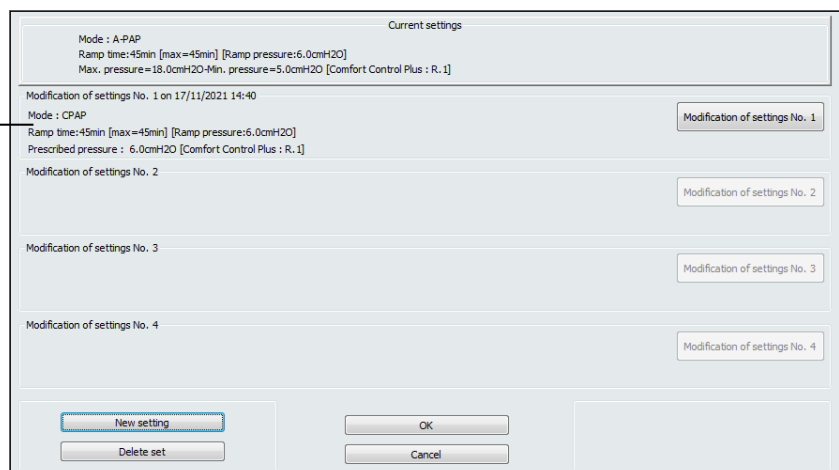 Current settings
Mode : A-PAP
Ramp time:45min [max=45min] [Ramp pressure:6.0cmH2O]
Max. pressure=18.0cmH2O-Min. pressure=5.0cmH2O [Comfort Control Plus : R.1]
Modification of settings No. 1 on 17/11/2021 14:40
Mode : CPAP
Ramp time:45min [max=45min] [Ramp pressure:6.0cmH2O]
Prescribed pressure : 6.0cmH2O [Comfort Control Plus : R.1]
Modification of settings No. 1
Modification of settings No. 2
Modification of settings No. 2
Modification of settings No. 3
Modification of settings No. 3
Modification of settings No. 4
Modification of settings No. 4
New setting
OK
Delete set
Cancel